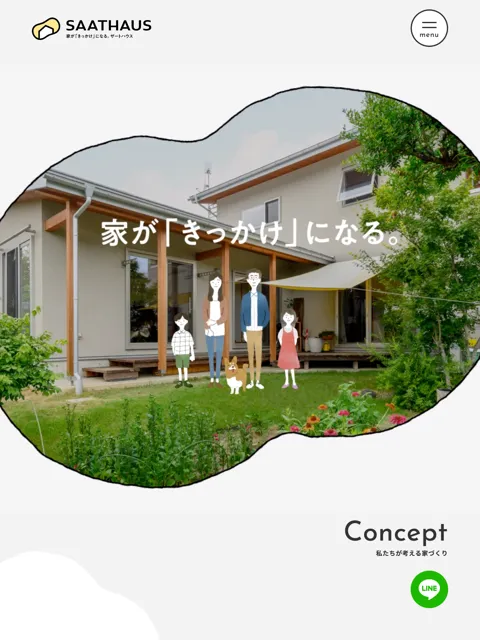 SAATHAUS
家が「きっかけ」になる。ザートハウス
menu
家が「きっかけ」になる。
Concept
私たちが考える家づくり
LINE